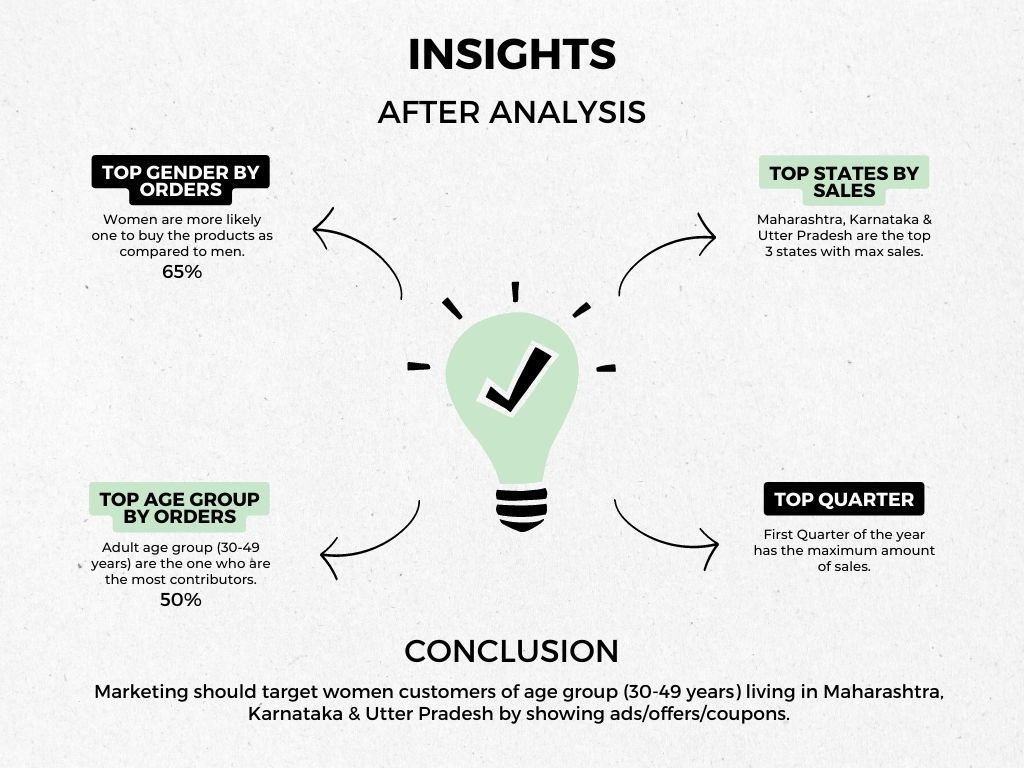 INSIGHTS
AFTER ANALYSIS
TOP GENDER BY
ORDERS
Women are more likely
one to buy the products as
compared to men.
65%
TOP STATES BY
SALES
Maharashtra, Karnataka &
Utter Pradesh are the top
3 states with max sales.
TOP AGE GROUP
BY ORDERS
Adult age group (30-49
years) are the one who are
the most contributors.
50%
TOP QUARTER
First Quarter of the year
has the maximum amount
of sales.
CONCLUSION
Marketing should target women customers of age group (30-49 years) living in Maharashtra,
Karnataka & Utter Pradesh by showing ads/offers/coupons.